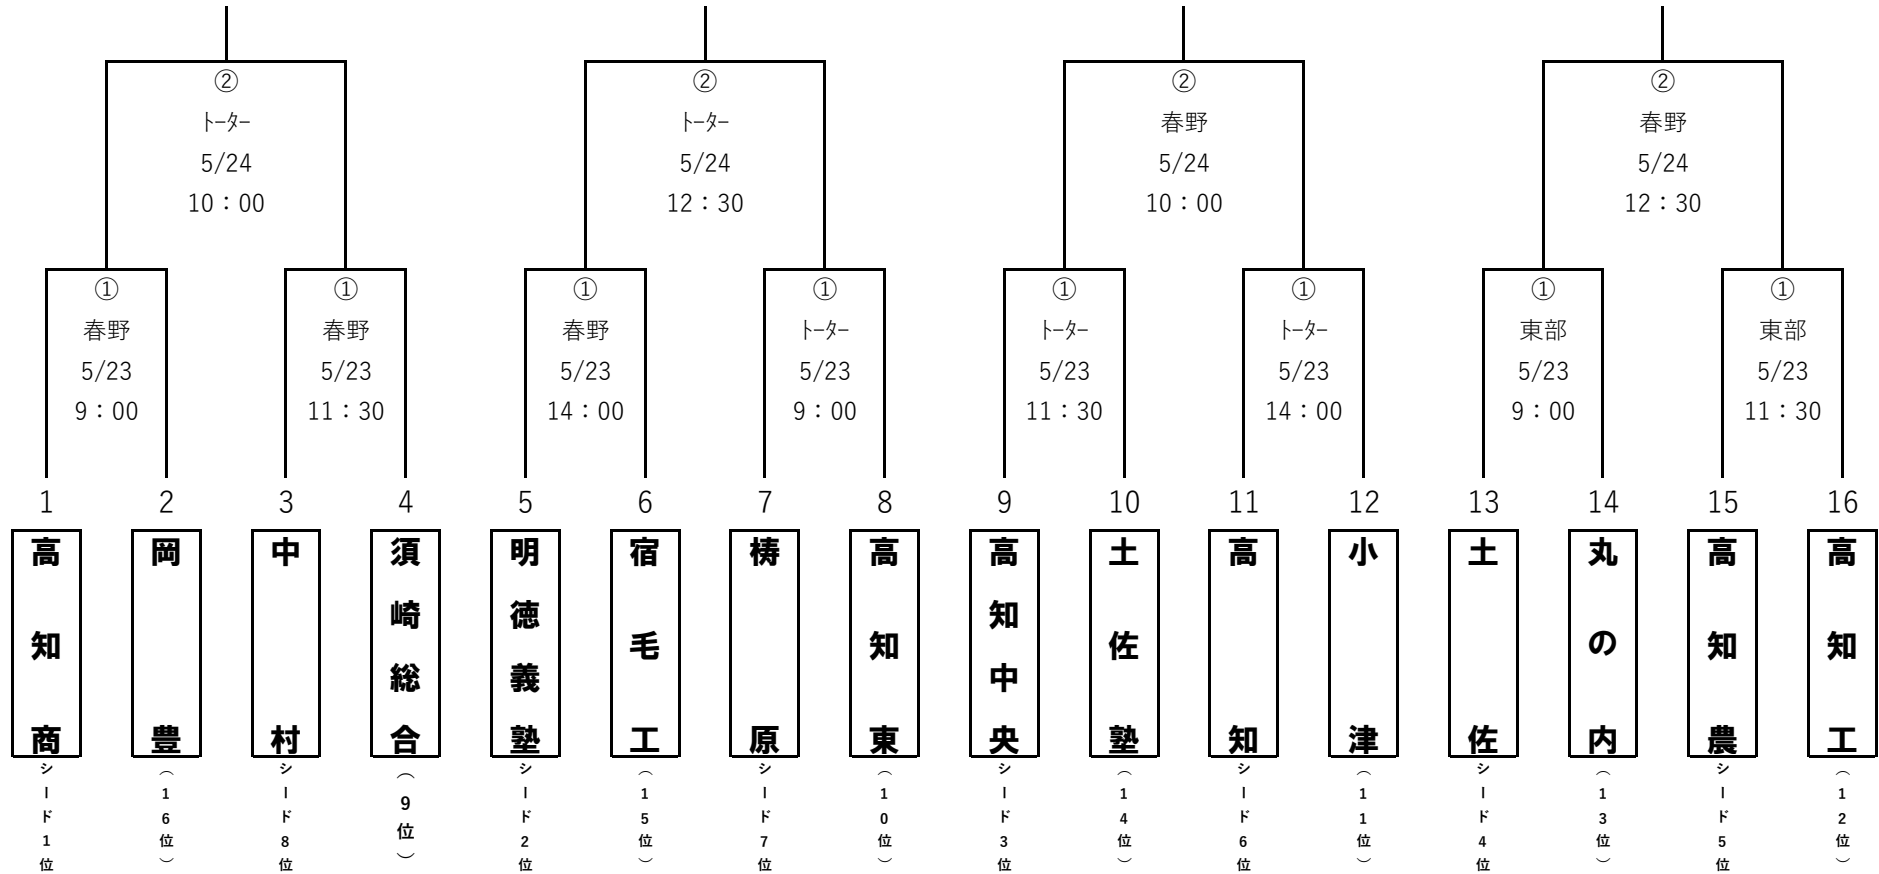 ②
ﾄｰﾀｰ
5/24
10：00
②
ﾄｰﾀｰ
5/24
12：30
②
春野
5/24
10：00
②
春野
5/24
12：30
①
春野
5/23
9：00
①
春野
5/23
11：30
①
春野
5/23
14：00
①
ﾄｰﾀｰ
5/23
9：00
①
ﾄｰﾀｰ
5/23
11：30
①
ﾄｰﾀｰ
5/23
14：00
①
東部
5/23
9：00
①
東部
5/23
11：30
1
高知商
シード1位
2
岡豊
（16位）
3
中村
シード8位
4
須崎総合
（9位）
5
明徳義塾
シード2位
6
宿毛工
（15位）
7
梼原
シード7位
8
高知東
（10位）
9
高知中央
シード3位
10
土佐塾
（14位）
11
高知
シード6位
12
小津
（11位）
13
土佐
シード4位
14
丸の内
（13位）
15
高知農
シード5位
16
高知工
（12位）